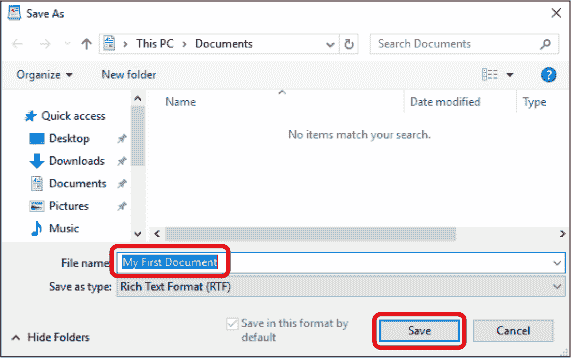 Save As
This PC > Documents
Search Documents
Organize
New folder
Quick access
Desktop
Downloads
Documents
Pictures
Music
Name
Date modified
Type
No items match your search.
File name:
My First Document
Save as type:
Rich Text Format (RTF)
Save in this format by
default
Save
Cancel
Hide Folders